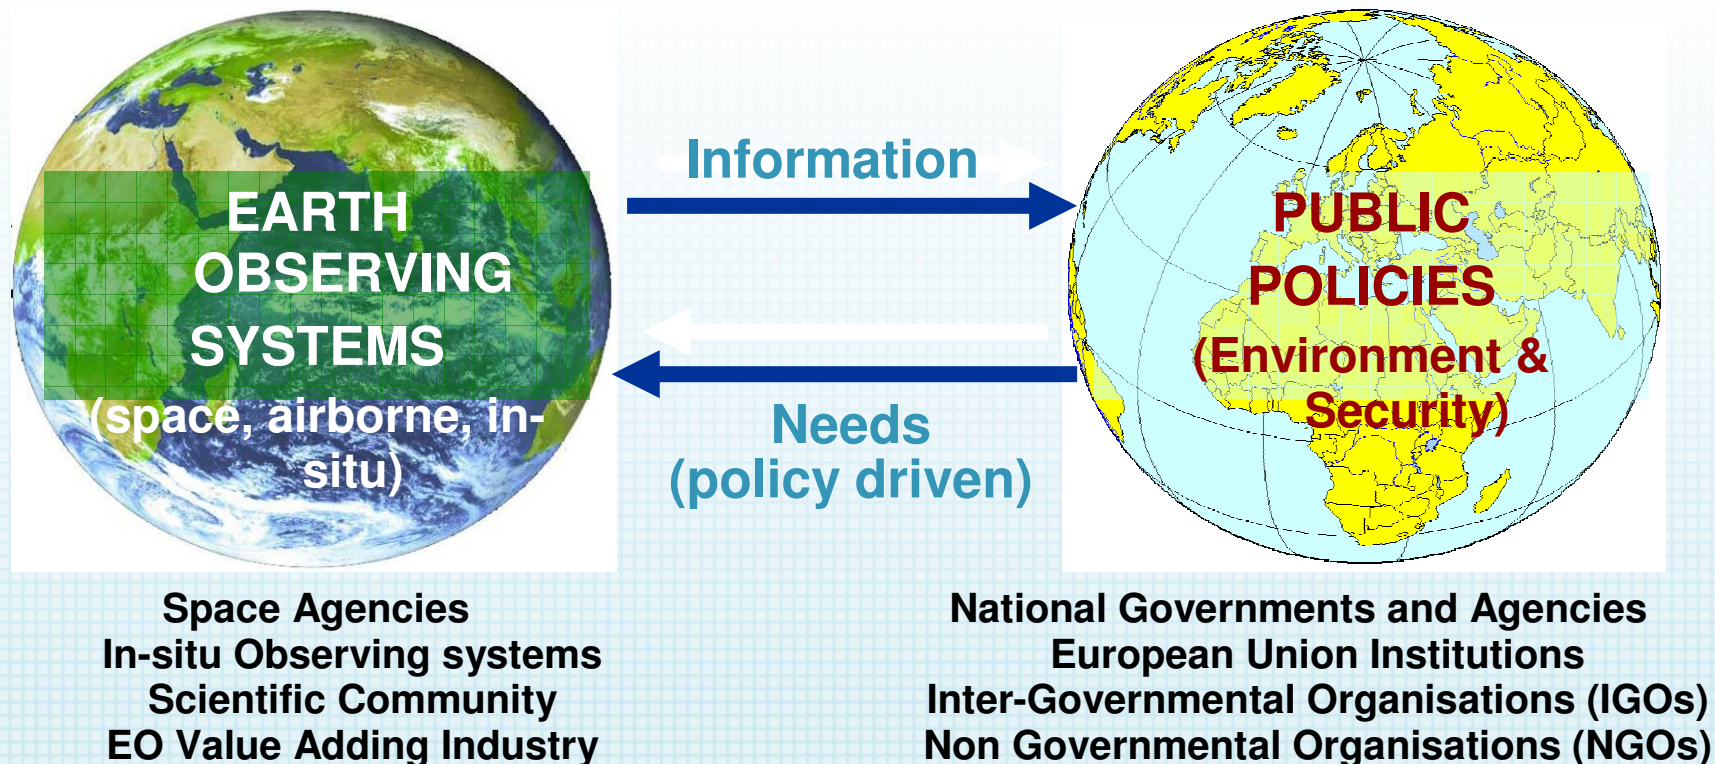 EARTH
OBSERVING
SYSTEMS
(space, airborne, in-
situ)
Information
Needs
(policy driven)
PUBLIC
POLICIES
(Environment &
Security)
Space Agencies
In-situ Observing systems
Scientific Community
EO Value Adding Industry
National Governments and Agencies
European Union Institutions
Inter-Governmental Organisations (IGOs)
Non Governmental Organisations (NGOs)